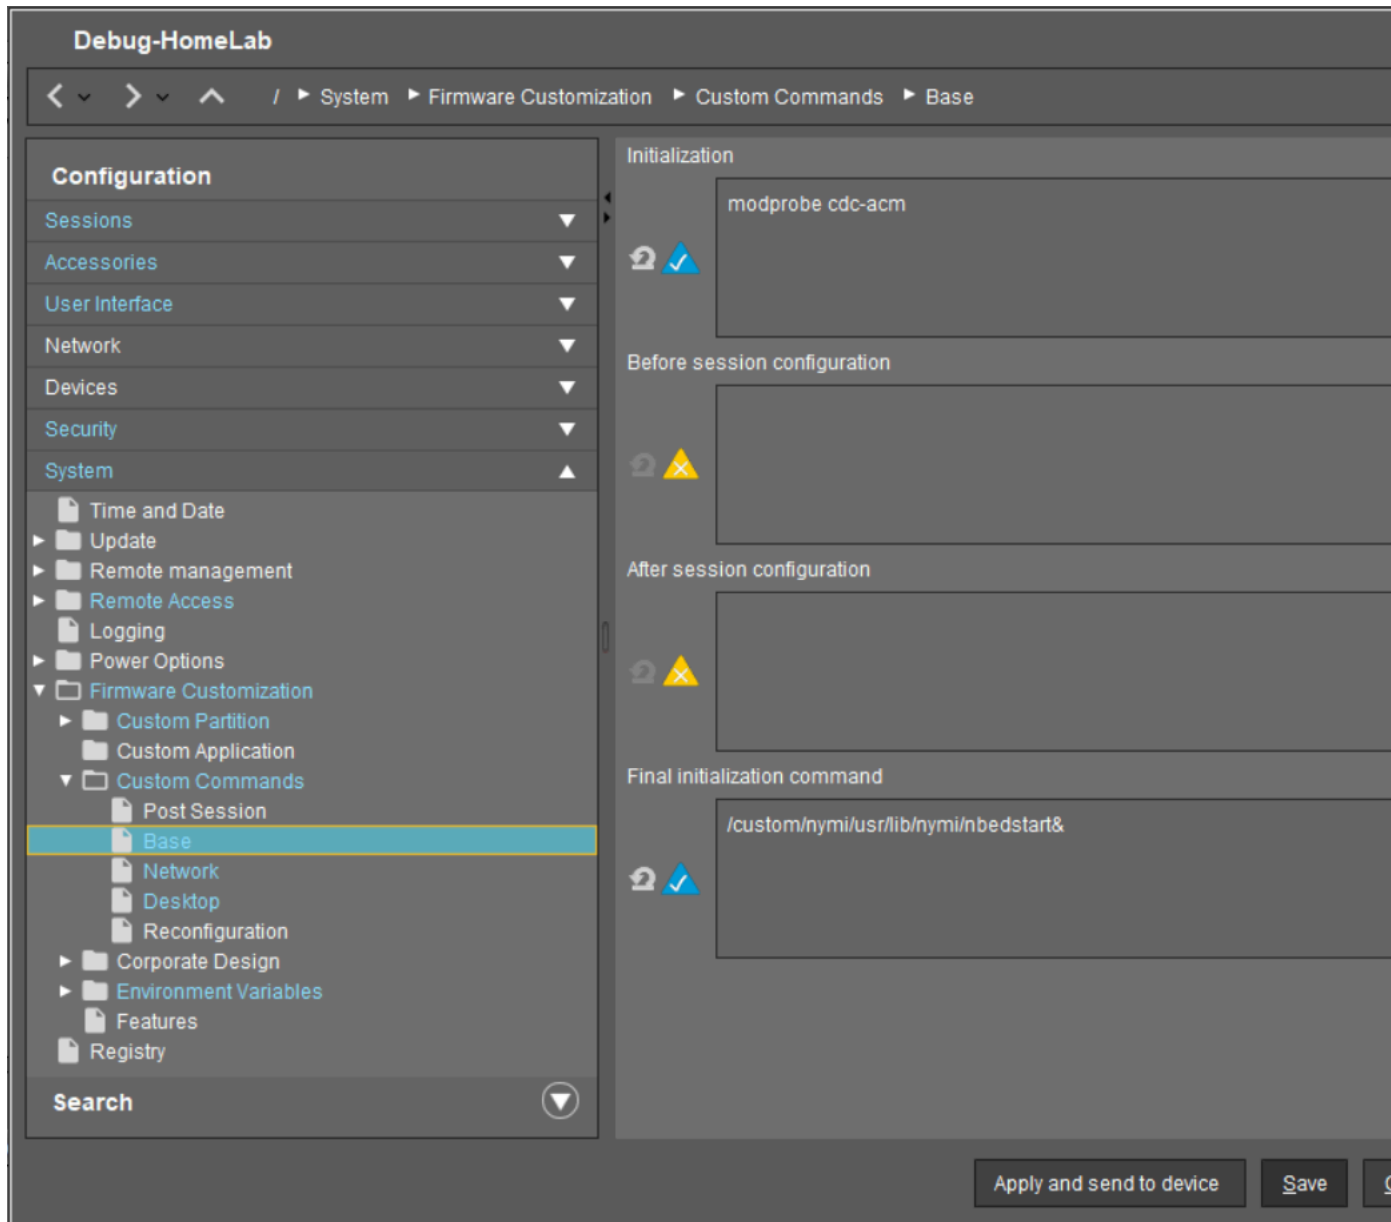 Debug-HomeLab
/ System Firmware Customization Custom Commands Base
Configuration
Sessions
Accessories
User Interface
Network
Devices
Security
System
Time and Date
Update
Remote management
Remote Access
Logging
Power Options
Firmware Customization
Custom Partition
Custom Application
Custom Commands
Post Session
Base
Network
Desktop
Reconfiguration
Corporate Design
Environment Variables
Features
Registry
Search
Initialization
modprobe cdc-acm
Before session configuration
After session configuration
Final initialization command
/custom/nymi/usr/lib/nymi/nbedstart&
Apply and send to device
Save